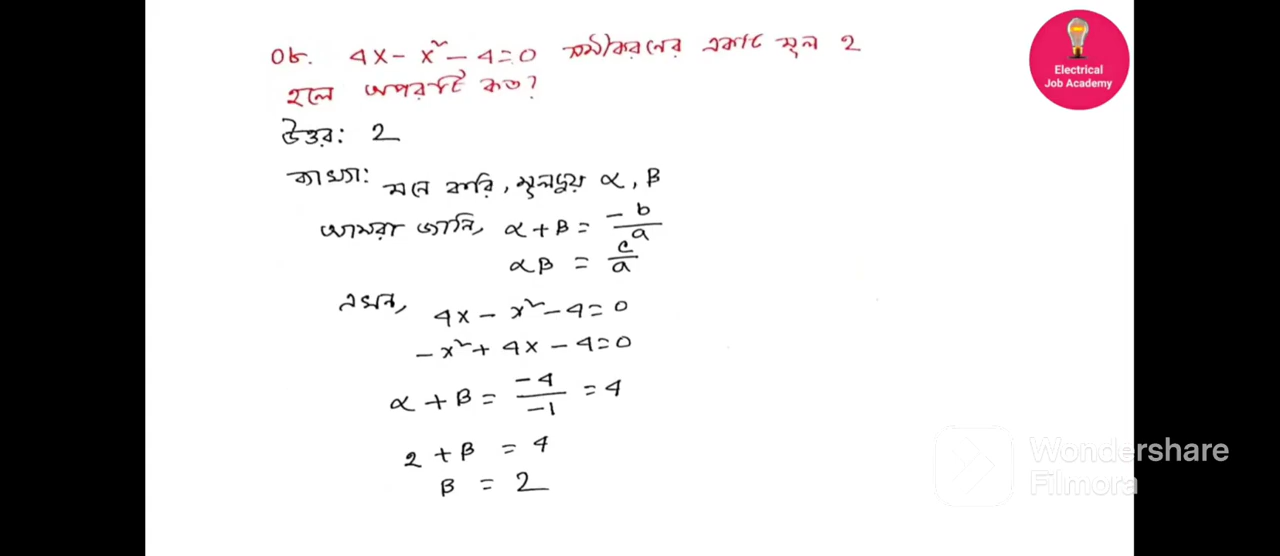 ০৮. 4x - x² - 4 = 0 সমীকরনের একটি মূল ২
হলে অপরটি কত?
উত্তর: 2
ব্যাখ্যা: মনে করি, মূলদ্বয় α, β
আমরা জানি, α + β = -b/a
αβ = c/a
এখন, 4x - x² - 4 = 0
-x² + 4x - 4 = 0
α + β = -4/-1 = 4
2 + β = 4
β = 2
Electrical
Job Academy
Wondershare
Filmora